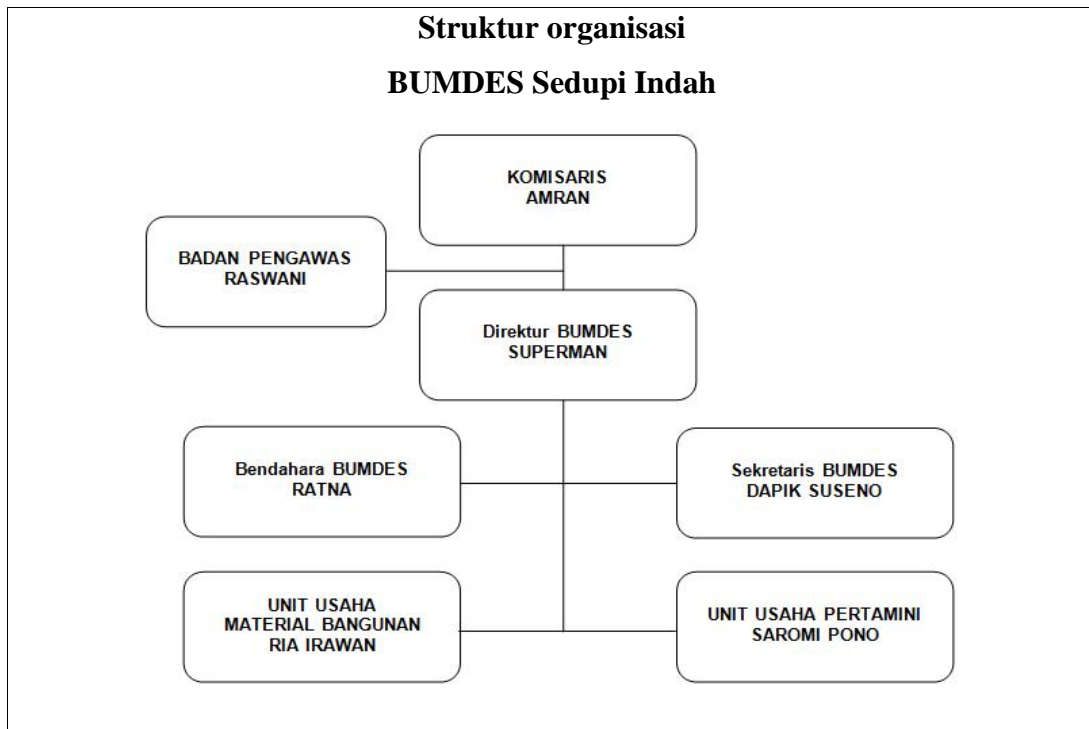 Struktur organisasi
BUMDES Sedupi Indah
KOMISARIS
AMRAN
BADAN PENGAWAS
RASWANI
Direktur BUMDES
SUPERMAN
Bendahara BUMDES
RATNA
Sekretaris BUMDES
DAPIK SUSENO
UNIT USAHA
MATERIAL BANGUNAN
RIA IRAWAN
UNIT USAHA PERTAMINI
SAROMI PONO